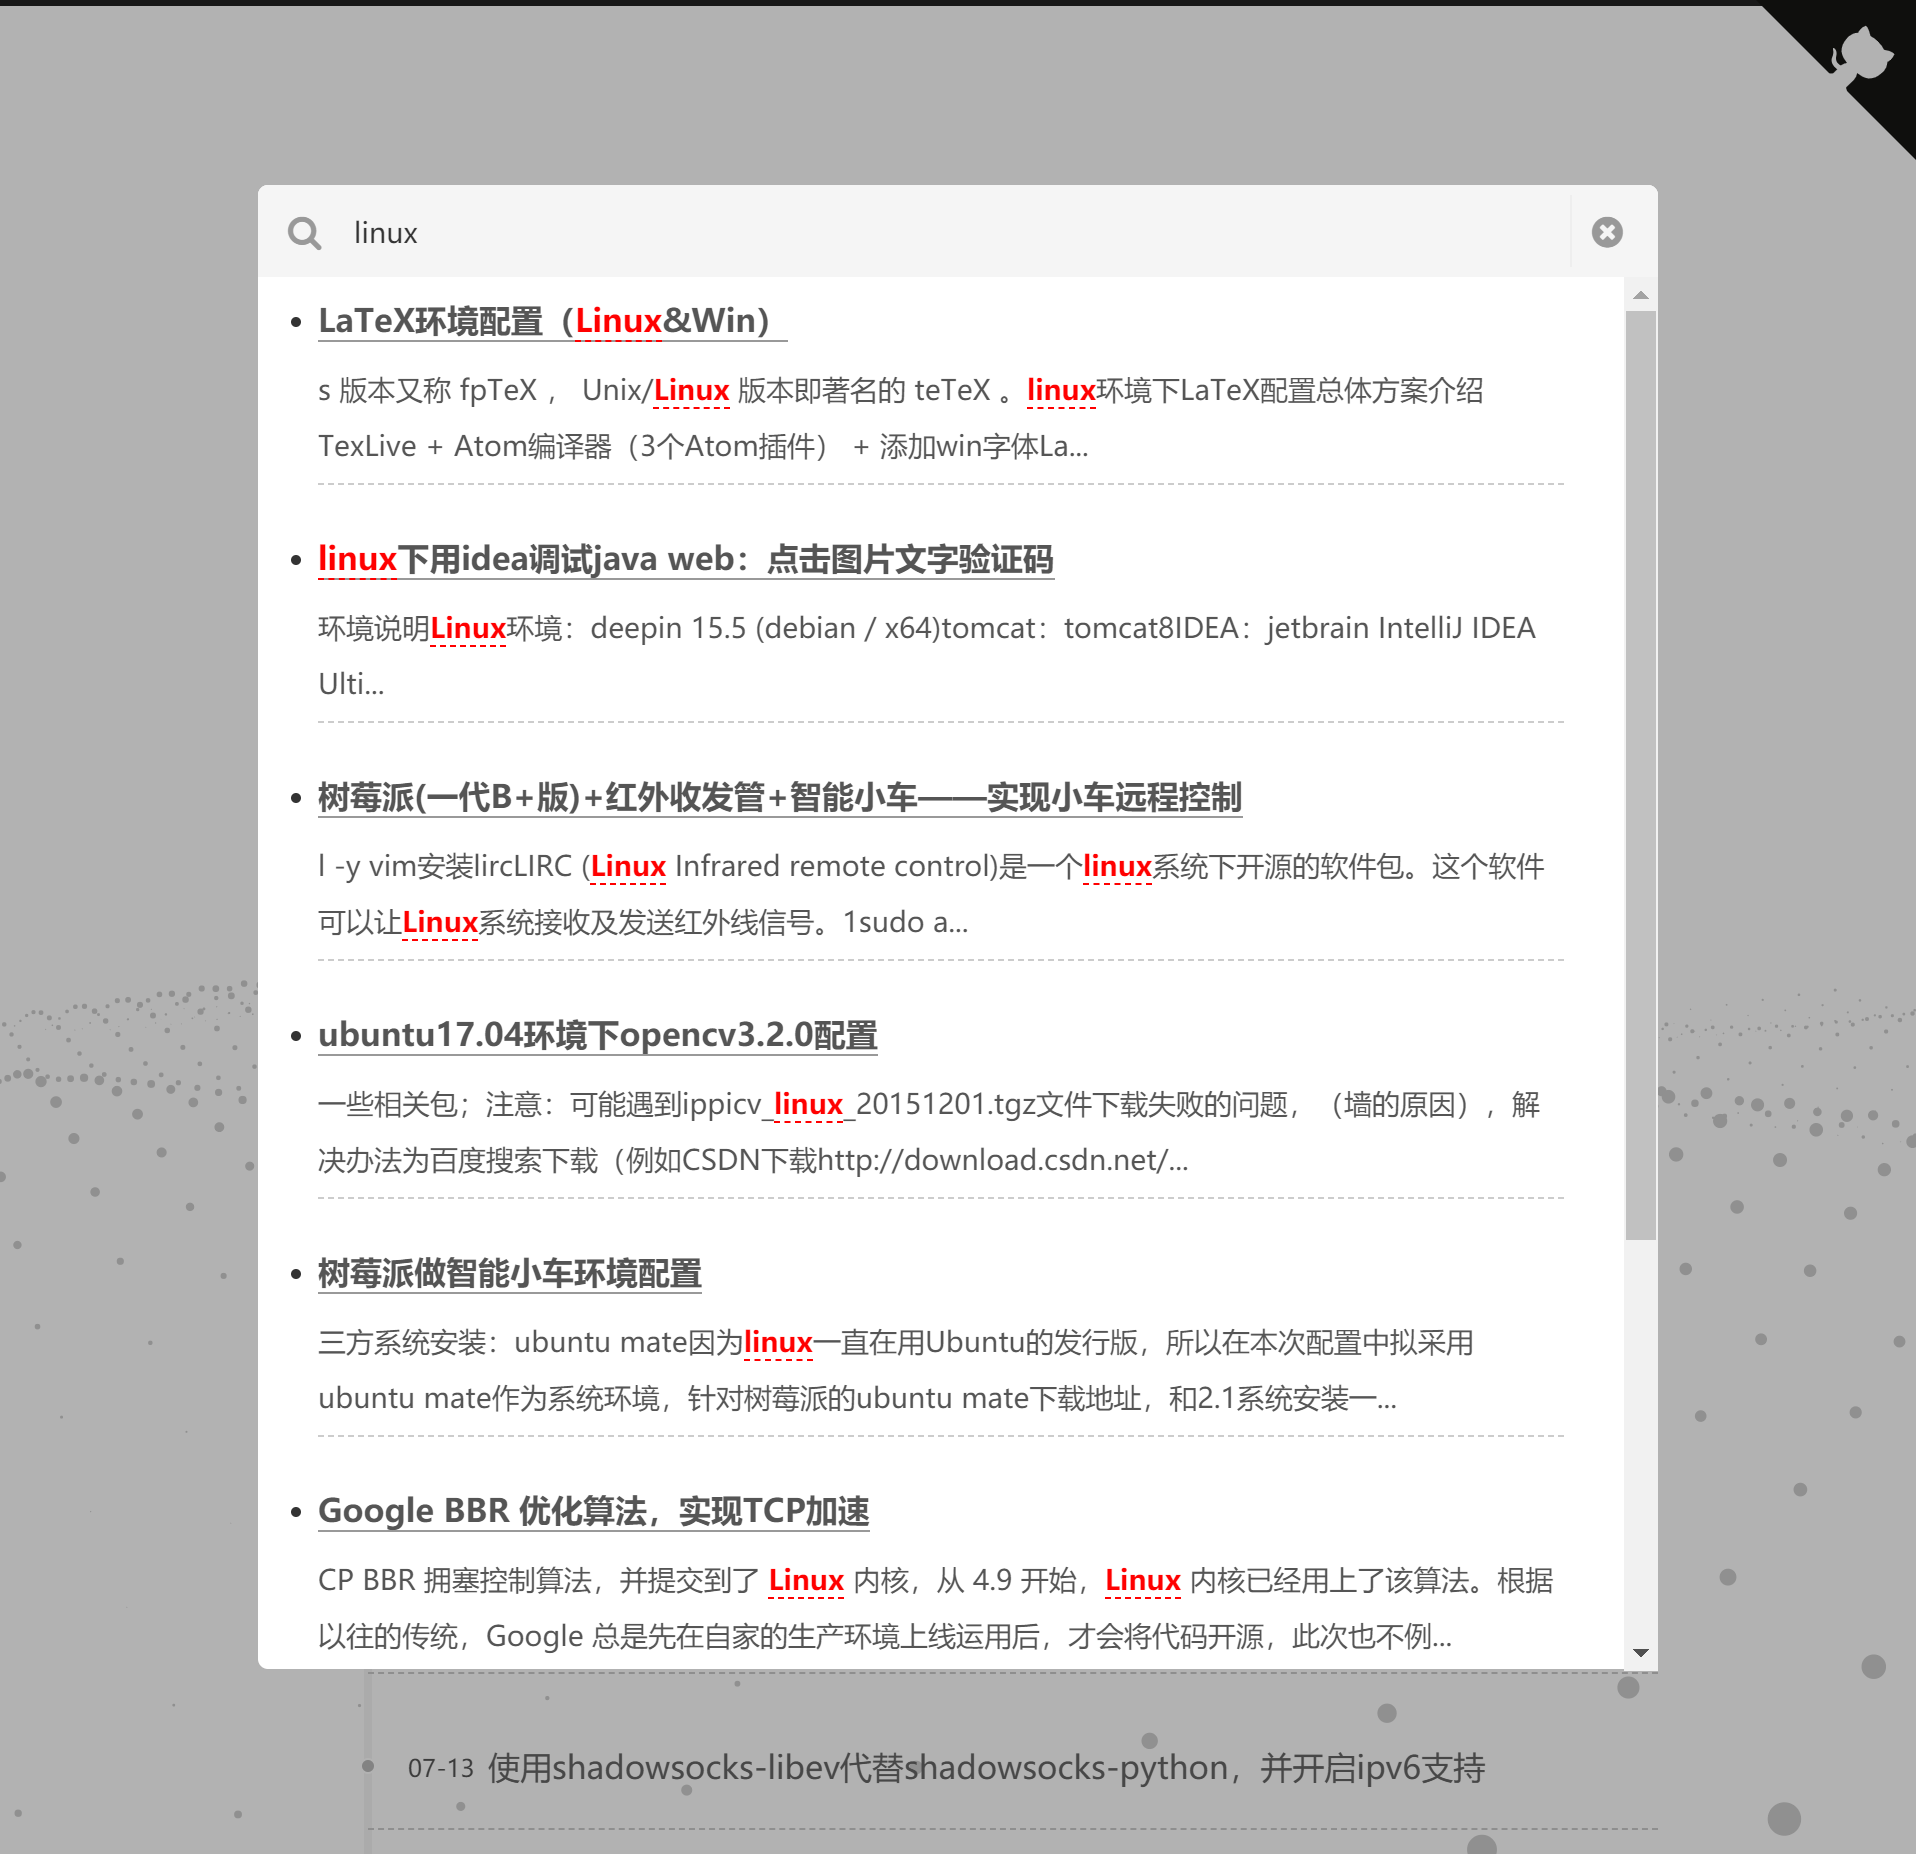 linux
LaTeX环境配置（Linux&Win）
s 版本又称 fpTeX ， Unix/Linux 版本即著名的 teTeX 。linux环境下LaTeX配置总体方案介绍
TexLive + Atom编译器（3个Atom插件） + 添加win字体La...
linux下用idea调试java web：点击图片文字验证码
环境说明Linux环境：deepin 15.5 (debian / x64)tomcat：tomcat8IDEA：jetbrain IntelliJ IDEA
Ulti...
树莓派(一代B+版)+红外收发管+智能小车——实现小车远程控制
l -y vim安装lircLIRC (Linux Infrared remote control)是一个linux系统下开源的软件包。这个软件
可以让Linux系统接收及发送红外线信号。1sudo a...
ubuntu17.04环境下opencv3.2.0配置
一些相关包；注意：可能遇到ippicv_linux_20151201.tgz文件下载失败的问题，（墙的原因），解
决办法为百度搜索下载（例如CSDN下载http://download.csdn.net/...
树莓派做智能小车环境配置
三方系统安装：ubuntu mate因为linux一直在用Ubuntu的发行版，所以在本次配置中拟采用
ubuntu mate作为系统环境，针对树莓派的ubuntu mate下载地址，和2.1系统安装一...
Google BBR 优化算法，实现TCP加速
CP BBR 拥塞控制算法，并提交到了 Linux 内核，从 4.9 开始，Linux 内核已经用上了该算法。根据
以往的传统，Google 总是先在自家的生产环境上线运用后，才会将代码开源，此次也不例...
07-13 使用shadowsocks-libev代替shadowsocks-python，并开启ipv6支持